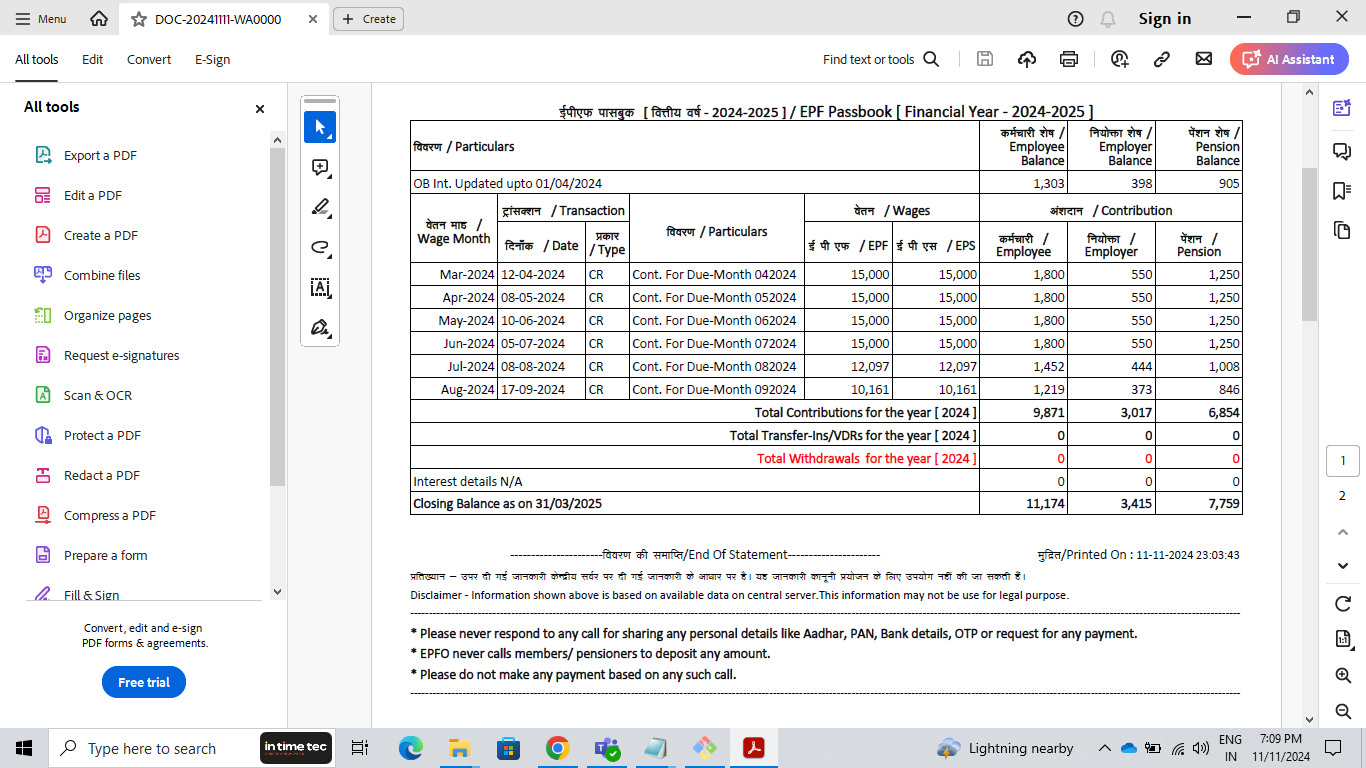 Menu
DOC-20241111-WA0000
Create
Sign in
All tools Edit Convert E-Sign
Find text or tools
AI Assistant
All tools
Export a PDF
Edit a PDF
Create a PDF
Combine files
Organize pages
Request e-signatures
Scan & OCR
Protect a PDF
Redact a PDF
Compress a PDF
Prepare a form
Fill & Sign
Convert, edit and e-sign
PDF forms & agreements.
Free trial
ईपीएफ पासबुक [ वित्तीय वर्ष - 2024-2025 ] / EPF Passbook [ Financial Year - 2024-2025 ]
विवरण / Particulars
कर्मचारी शेष /
Employee
Balance
नियोक्ता शेष /
Employer
Balance
पेंशन शेष /
Pension
Balance
OB Int. Updated upto 01/04/2024 1,303 398 905
वेतन माह /
Wage Month
ट्रांसक्शन / Transaction
दिनाँक / Date
प्रकार
/ Type
विवरण / Particulars
वेतन / Wages
ई पी एफ / EPF
ई पी एस / EPS
अंशदान / Contribution
कर्मचारी /
Employee
नियोक्ता /
Employer
पेंशन /
Pension
Mar-2024 12-04-2024 CR Cont. For Due-Month 042024 15,000 15,000 1,800 550 1,250
Apr-2024 08-05-2024 CR Cont. For Due-Month 052024 15,000 15,000 1,800 550 1,250
May-2024 10-06-2024 CR Cont. For Due-Month 062024 15,000 15,000 1,800 550 1,250
Jun-2024 05-07-2024 CR Cont. For Due-Month 072024 15,000 15,000 1,800 550 1,250
Jul-2024 08-08-2024 CR Cont. For Due-Month 082024 12,097 12,097 1,452 444 1,008
Aug-2024 17-09-2024 CR Cont. For Due-Month 092024 10,161 10,161 1,219 373 846
Total Contributions for the year [ 2024 ] 9,871 3,017 6,854
Total Transfer-Ins/VDRs for the year [ 2024 ] 0 0 0
Total Withdrawals for the year [ 2024 ] 0 0 0
Interest details N/A 0 0 0
Closing Balance as on 31/03/2025 11,174 3,415 7,759
----------------------विवरण की समाप्ति/End Of Statement----------------------
मुद्रित/Printed On : 11-11-2024 23:03:43
प्रतिख्यान – उपर दी गई जानकारी केन्द्रीय सर्वर पर दी गई जानकारी के आधार पर है। यह जानकारी कानूनी प्रयोजन के लिए उपयोग नहीं की जा सकती हैं।
Disclaimer - Information shown above is based on available data on central server.This information may not be use for legal purpose.
* Please never respond to any call for sharing any personal details like Aadhar, PAN, Bank details, OTP or request for any payment.
* EPFO never calls members/ pensioners to deposit any amount.
* Please do not make any payment based on any such call.
1
2
Type here to search
in time tec
Lightning nearby
ENG
IN
7:09 PM
11/11/2024